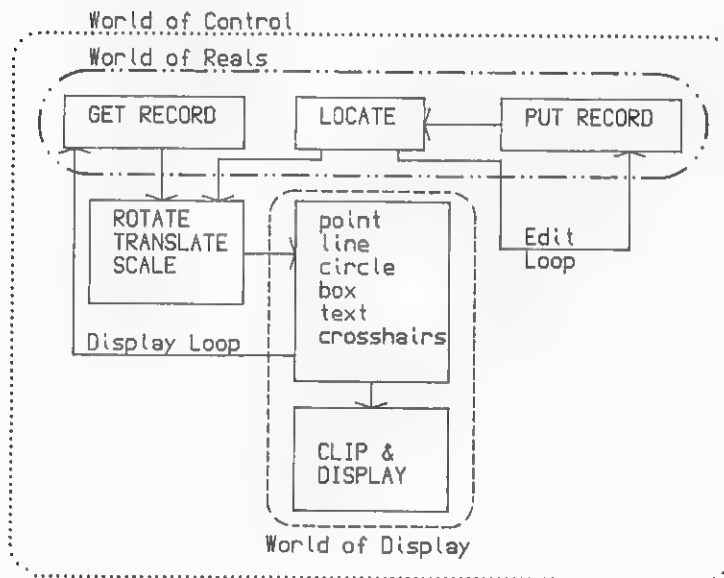 World of Control
World of Reals
GET RECORD
LOCATE
PUT RECORD
ROTATE
TRANSLATE
SCALE
point
line
circle
box
text
crosshairs
Edit
Loop
Display Loop
CLIP &
DISPLAY
World of Display